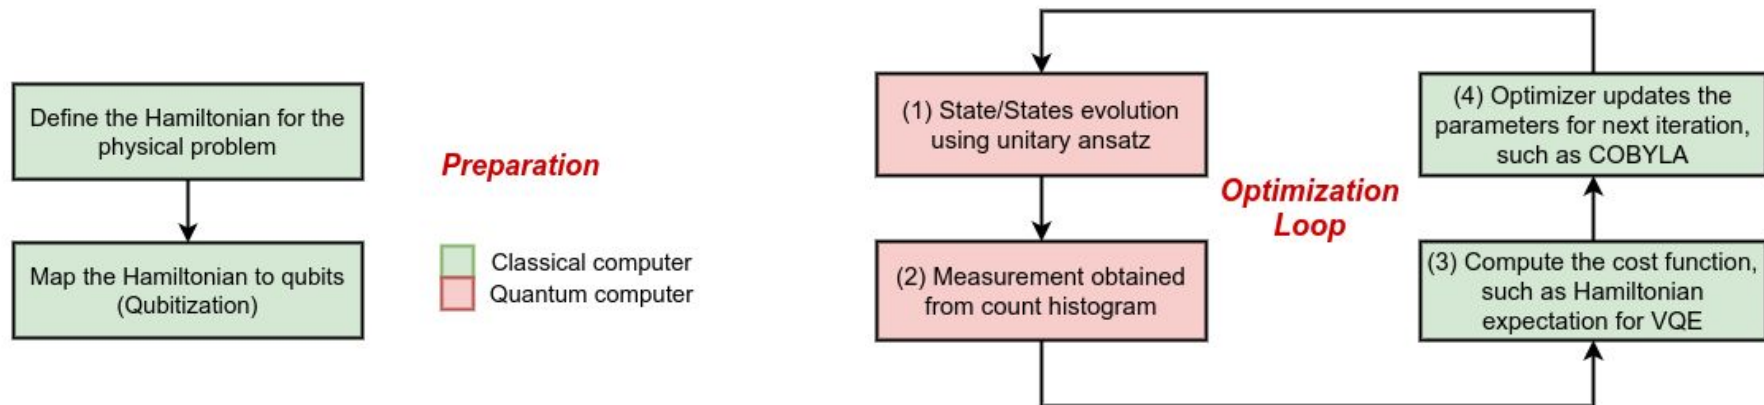 Define the Hamiltonian for the
physical problem
Map the Hamiltonian to qubits
(Qubitization)
Preparation
Classical computer
Quantum computer
(1) State/States evolution
using unitary ansatz
(2) Measurement obtained
from count histogram
Optimization
Loop
(4) Optimizer updates the
parameters for next iteration,
such as COBYLA
(3) Compute the cost function,
such as Hamiltonian
expectation for VQE